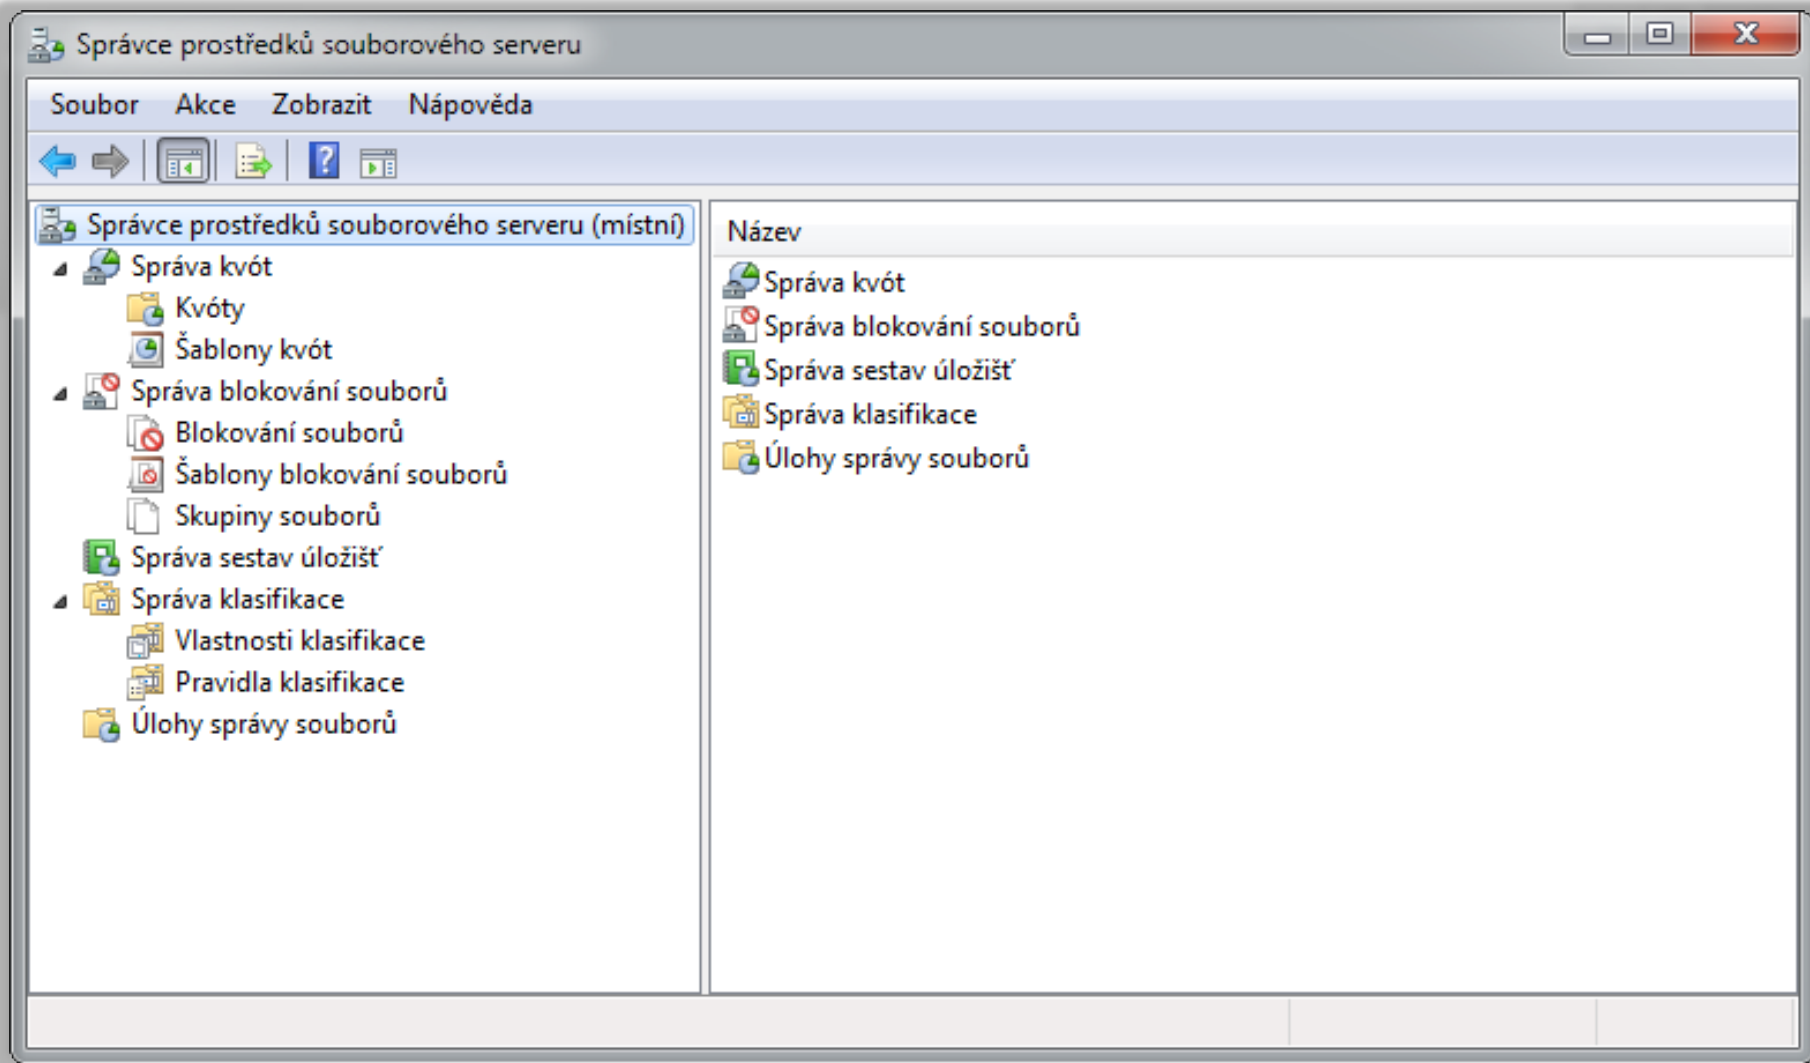 Správce prostředků souborového serveru
Soubor Akce Zobrazit Nápověda
Správce prostředků souborového serveru (místní)
Správa kvót
Kvóty
Šablony kvót
Správa blokování souborů
Blokování souborů
Šablony blokování souborů
Skupiny souborů
Správa sestav úložišť
Správa klasifikace
Vlastnosti klasifikace
Pravidla klasifikace
Úlohy správy souborů
Název
Správa kvót
Správa blokování souborů
Správa sestav úložišť
Správa klasifikace
Úlohy správy souborů